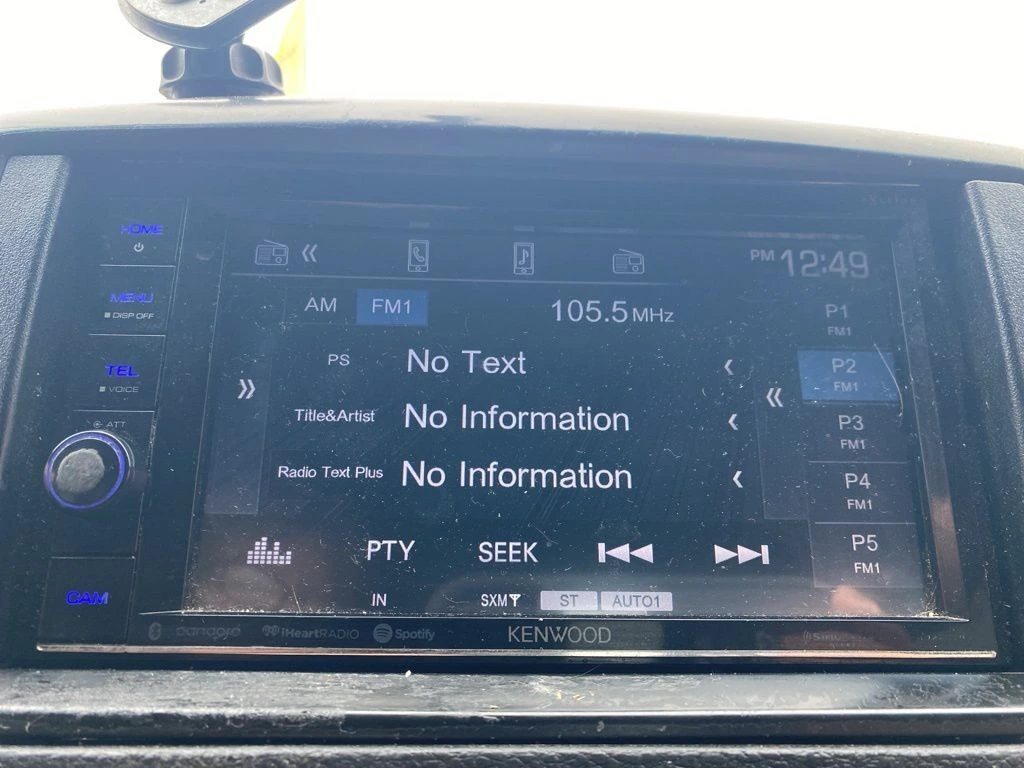 HOME
PM 12:49
MENU
DISP OFF
AM FM1 105.5 MHz
P1
FM1
TEL
VOICE
PS No Text
P2
FM1
Title&Artist No Information
P3
FM1
ATT
Radio Text Plus No Information
P4
FM1
PTY SEEK
P5
FM1
CAM
IN SXM ST AUTO1
iHeartRADIO Spotify KENWOOD